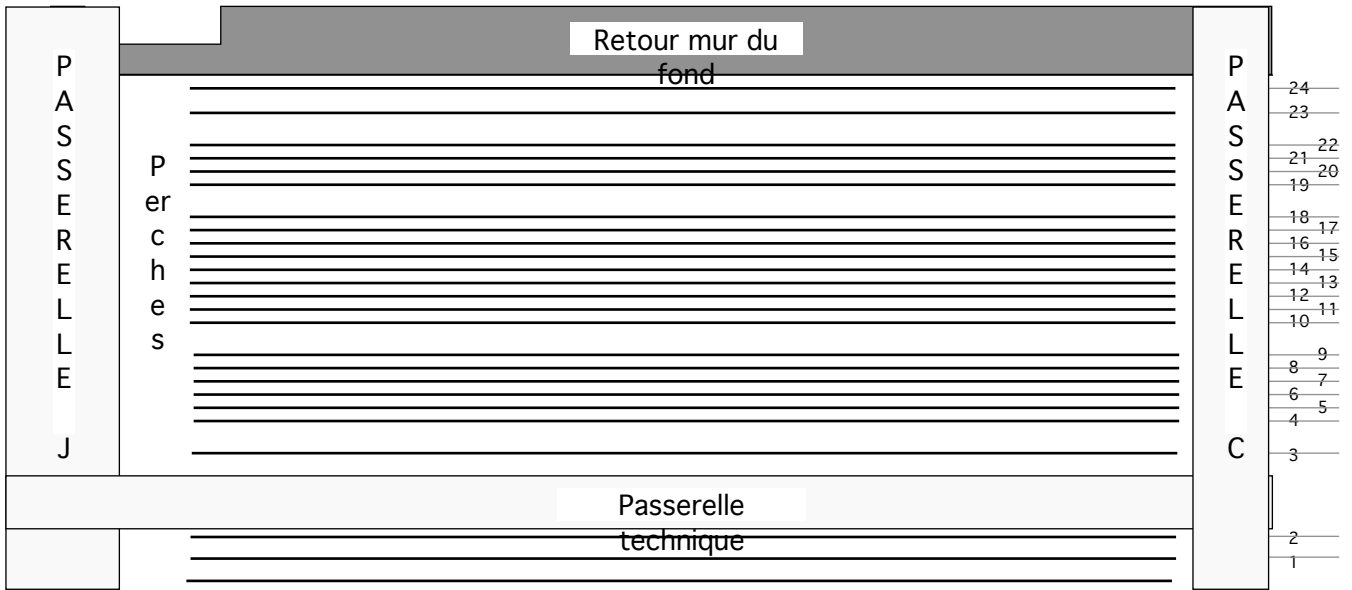 Retour mur du
fond
P
A
S
S
E
R
E
L
L
E
J
P
er
c
h
e
s
P
A
S
S
E
R
E
L
L
E
C
24
23
22
21
20
19
18
17
16
15
14
13
12
11
10
9
8
7
6
5
4
3
Passerelle
technique
2
1